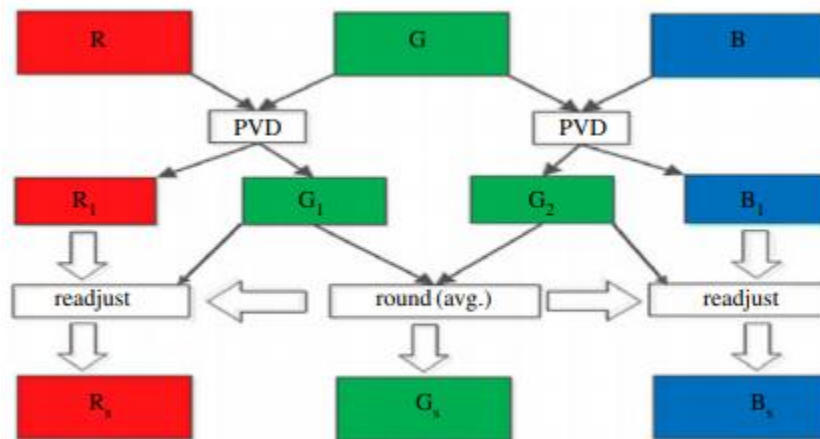 R G B
PVD PVD
R₁ G₁ G₂ B₁
readjust round (avg.) readjust
Rₛ Gₛ Bₛ